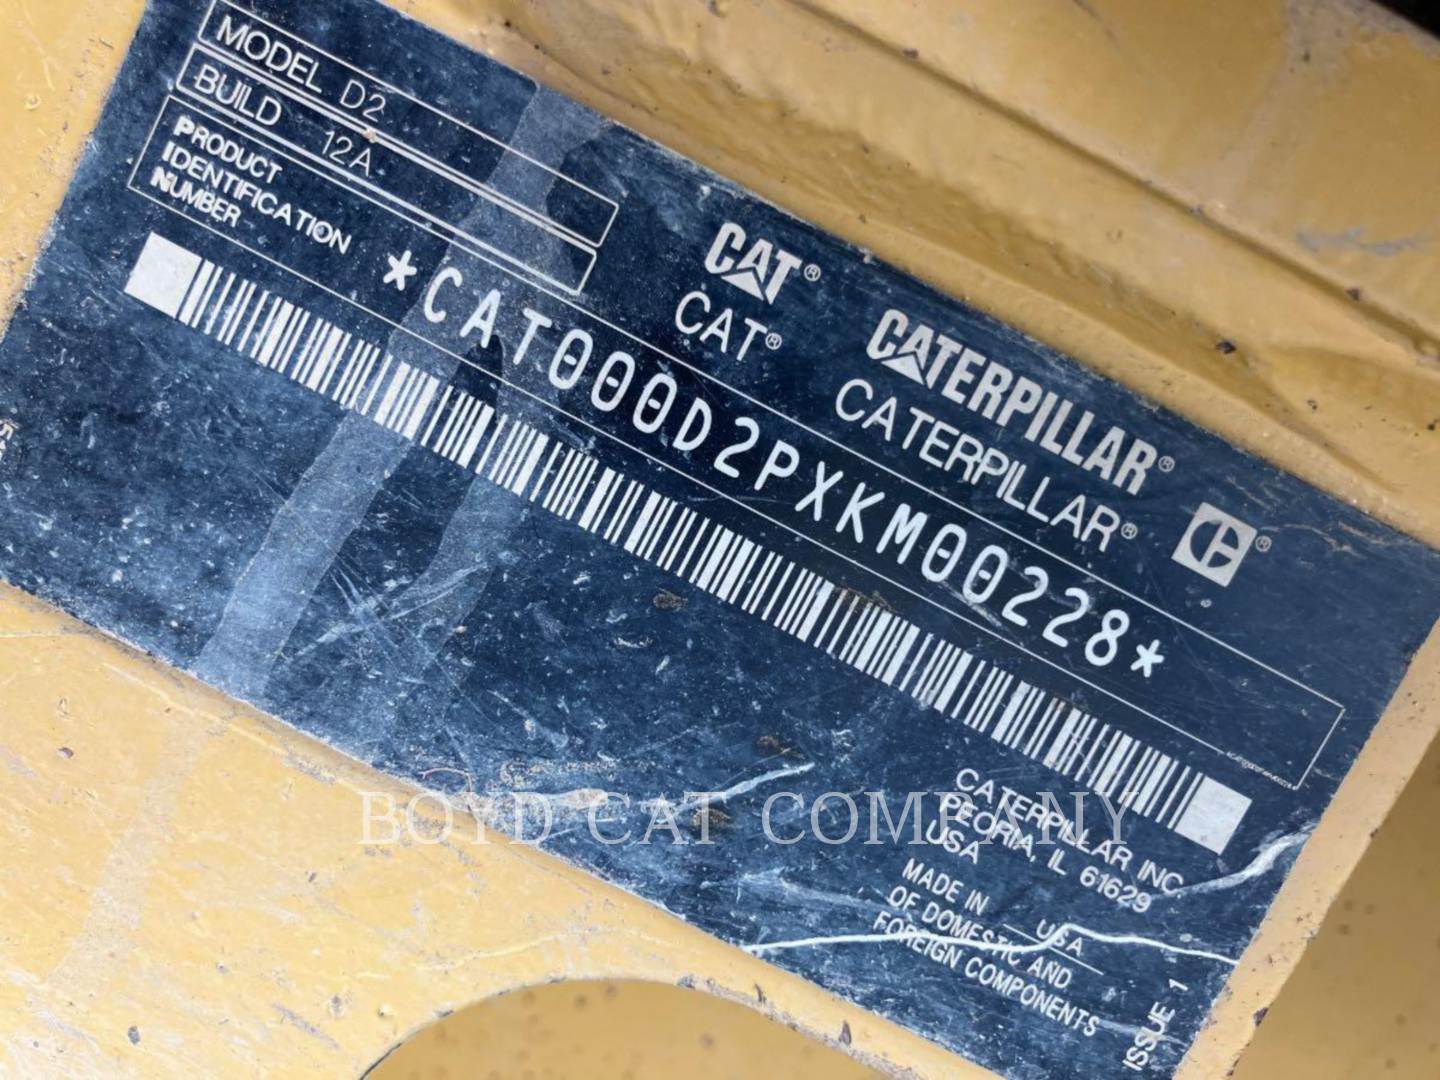 MODEL D2
BUILD 12A
PRODUCT
IDENTIFICATION
NUMBER
*CAT000D2PXKM00228*
CAT®
CAT®
CATERPILLAR®
CATERPILLAR®
®
CATERPILLAR INC.
PEORIA, IL 61629
USA
MADE IN USA
OF DOMESTIC AND
FOREIGN COMPONENTS
ISSUE 1
BOYD CAT COMPANY